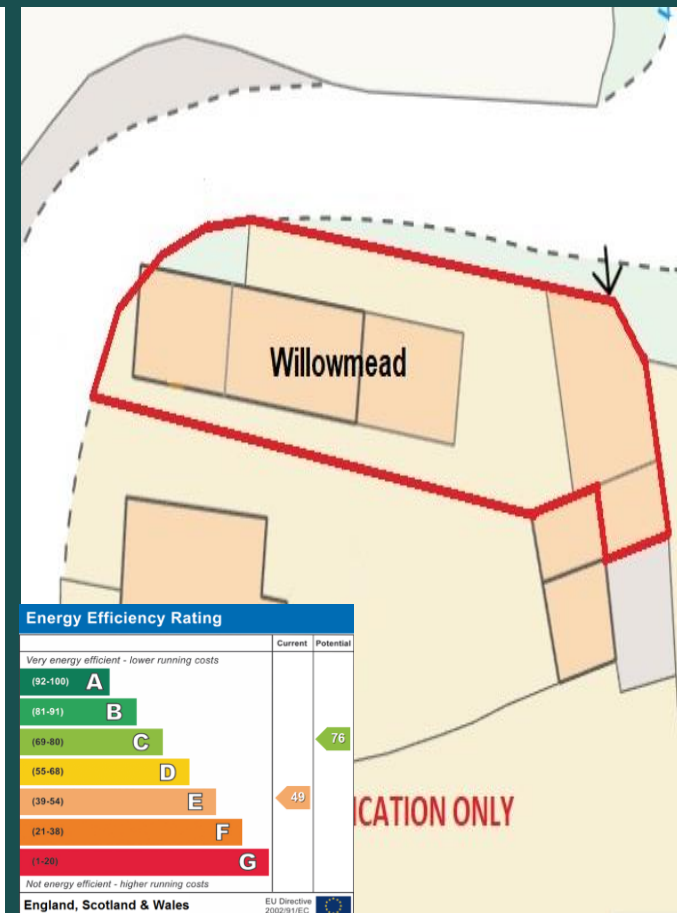 Willowmead
Energy Efficiency Rating
Current Potential
Very energy efficient - lower running costs
(92-100) A
(81-91) B
(69-80) C
76
(55-68) D
(39-54) E
49
(21-38) F
(1-20) G
Not energy efficient - higher running costs
England, Scotland & Wales
EU Directive
2002/91/EC
ICATION ONLY